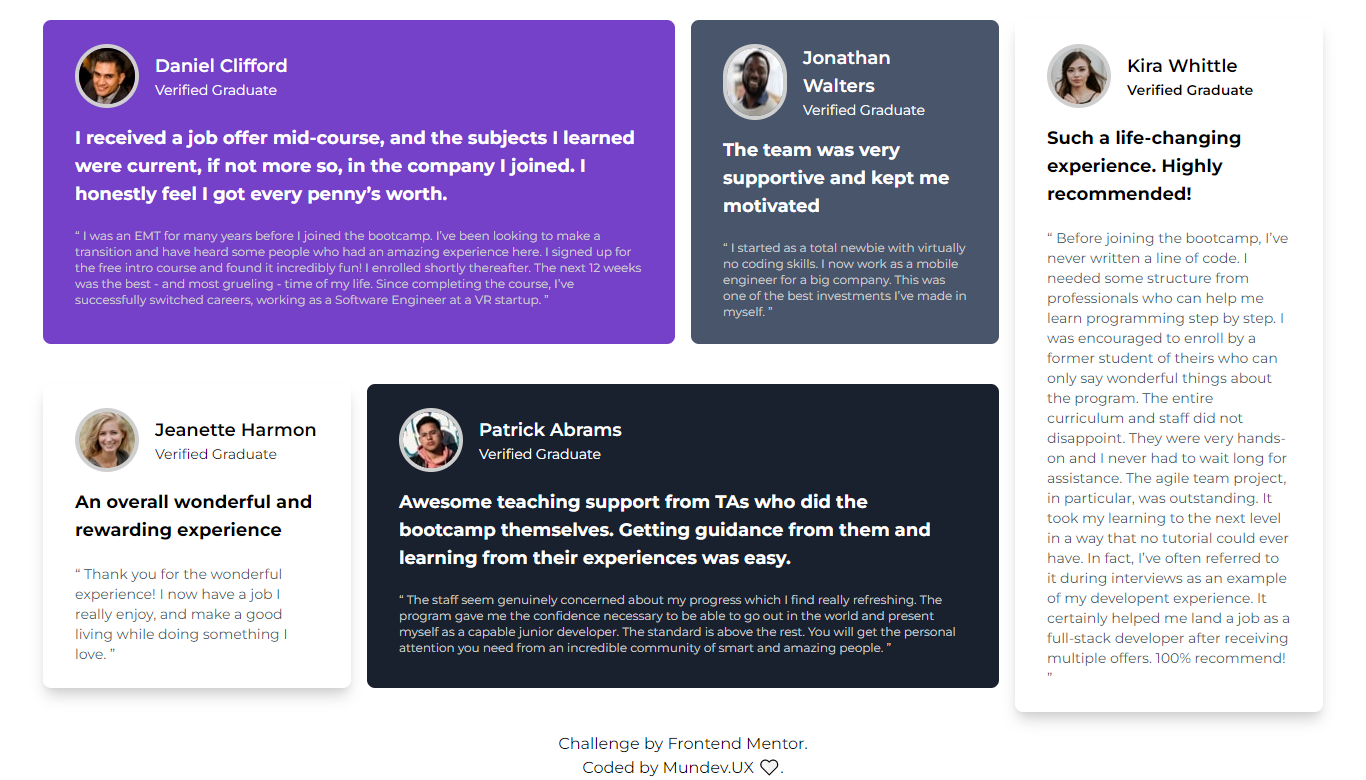 Daniel Clifford
Verified Graduate
I received a job offer mid-course, and the subjects I learned
were current, if not more so, in the company I joined. I
honestly feel I got every penny’s worth.
“ I was an EMT for many years before I joined the bootcamp. I’ve been looking to make a
transition and have heard some people who had an amazing experience here. I signed up for
the free intro course and found it incredibly fun! I enrolled shortly thereafter. The next 12 weeks
was the best - and most grueling - time of my life. Since completing the course, I’ve
successfully switched careers, working as a Software Engineer at a VR startup. ”
Jonathan
Walters
Verified Graduate
The team was very
supportive and kept me
motivated
“ I started as a total newbie with virtually
no coding skills. I now work as a mobile
engineer for a big company. This was
one of the best investments I’ve made in
myself. ”
Kira Whittle
Verified Graduate
Such a life-changing
experience. Highly
recommended!
“ Before joining the bootcamp, I’ve
never written a line of code. I
needed some structure from
professionals who can help me
learn programming step by step. I
was encouraged to enroll by a
former student of theirs who can
only say wonderful things about
the program. The entire
curriculum and staff did not
disappoint. They were very hands-
on and I never had to wait long for
assistance. The agile team project,
in particular, was outstanding. It
took my learning to the next level
in a way that no tutorial could ever
have. In fact, I’ve often referred to
it during interviews as an example
of my developent experience. It
certainly helped me land a job as a
full-stack developer after receiving
multiple offers. 100% recommend!
”
Jeanette Harmon
Verified Graduate
An overall wonderful and
rewarding experience
“ Thank you for the wonderful
experience! I now have a job I
really enjoy, and make a good
living while doing something I
love. ”
Patrick Abrams
Verified Graduate
Awesome teaching support from TAs who did the
bootcamp themselves. Getting guidance from them and
learning from their experiences was easy.
“ The staff seem genuinely concerned about my progress which I find really refreshing. The
program gave me the confidence necessary to be able to go out in the world and present
myself as a capable junior developer. The standard is above the rest. You will get the personal
attention you need from an incredible community of smart and amazing people. ”
Challenge by Frontend Mentor.
Coded by Mundev.UX ♡.